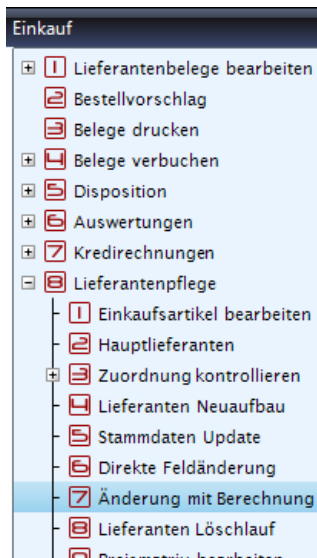 Einkauf
1 Lieferantenbelege bearbeiten
2 Bestellvorschlag
3 Belege drucken
4 Belege verbuchen
5 Disposition
6 Auswertungen
7 Kredirechnungen
8 Lieferantenpflege
1 Einkaufsartikel bearbeiten
2 Hauptlieferanten
3 Zuordnung kontrollieren
4 Lieferanten Neuaufbau
5 Stammdaten Update
6 Direkte Feldänderung
7 Änderung mit Berechnung
8 Lieferanten Löschlauf